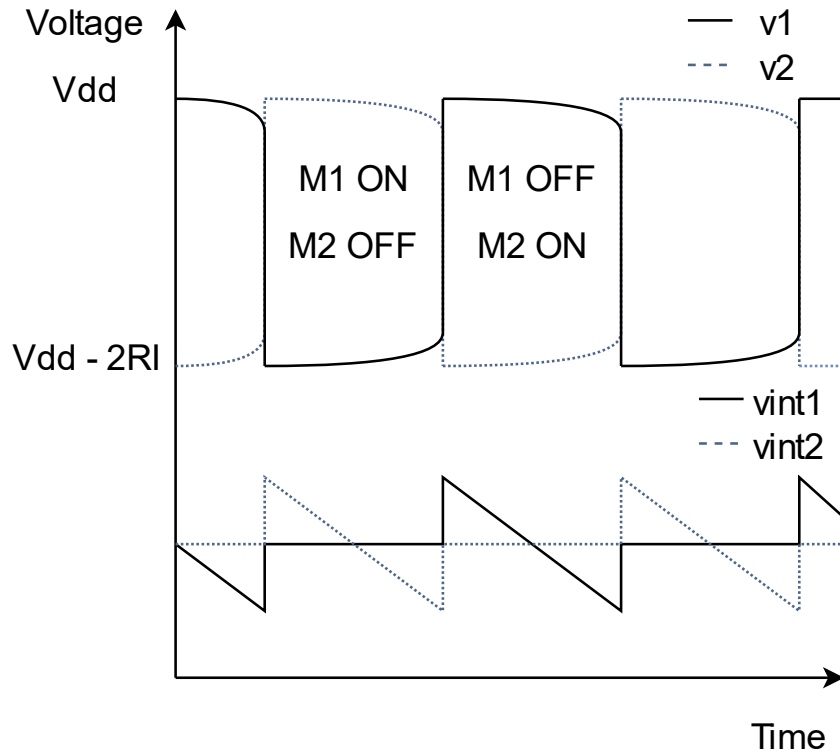 Voltage
v1
v2
Vdd
M1 ON
M1 OFF
M2 OFF
M2 ON
Vdd - 2RI
vint1
vint2
Time